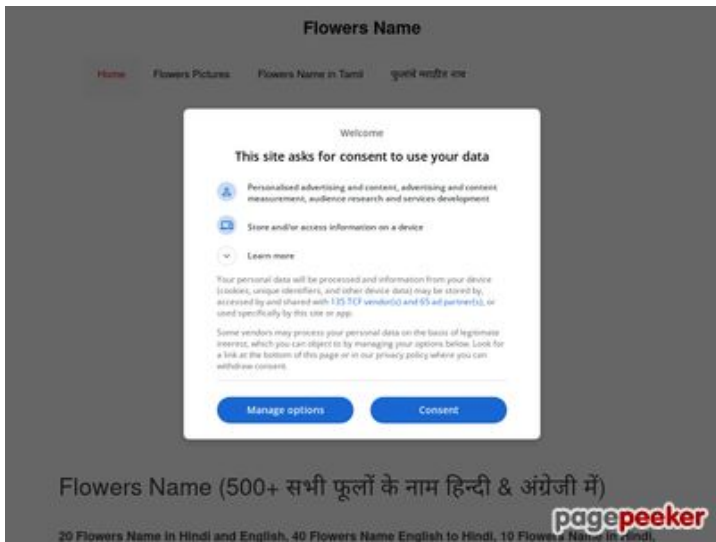 Flowers Name
Home Flowers Pictures Flowers Name in Tamil फुलांचे मराठीत नाव
Welcome
This site asks for consent to use your data
Personalised advertising and content, advertising and content
measurement, audience research and services development
Store and/or access information on a device
Learn more
Your personal data will be processed and information from your device
(cookies, unique identifiers, and other device data) may be stored by,
accessed by and shared with 135 TCF vendor(s) and 65 ad partner(s), or
used specifically by this site or app.
Some vendors may process your personal data on the basis of legitimate
interest, which you can object to by managing your options below. Look for
a link at the bottom of this page or in our privacy policy where you can
withdraw consent.
Manage options Consent
Flowers Name (500+ सभी फूलों के नाम हिन्दी & अंग्रेजी में)
pagepeeker
20 Flowers Name in Hindi and English, 40 Flowers Name English to Hindi, 10 Flowers Name in Hindi,